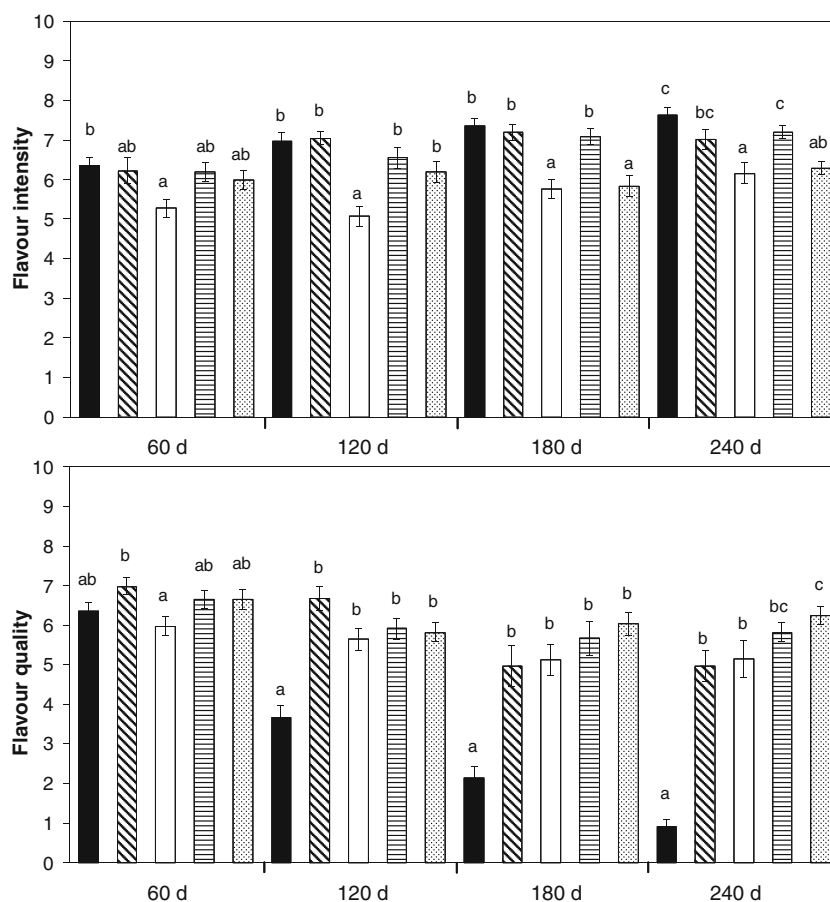 10
9
8
7
6
5
4
3
2
1
0
Flavour intensity
b ab a ab ab
b b a b b
b b a b a
c bc a c ab
60 d 120 d 180 d 240 d
10
9
8
7
6
5
4
3
2
1
0
Flavour quality
ab b a ab ab
a b b b b
a b b b b
a b b bc c
60 d 120 d 180 d 240 d